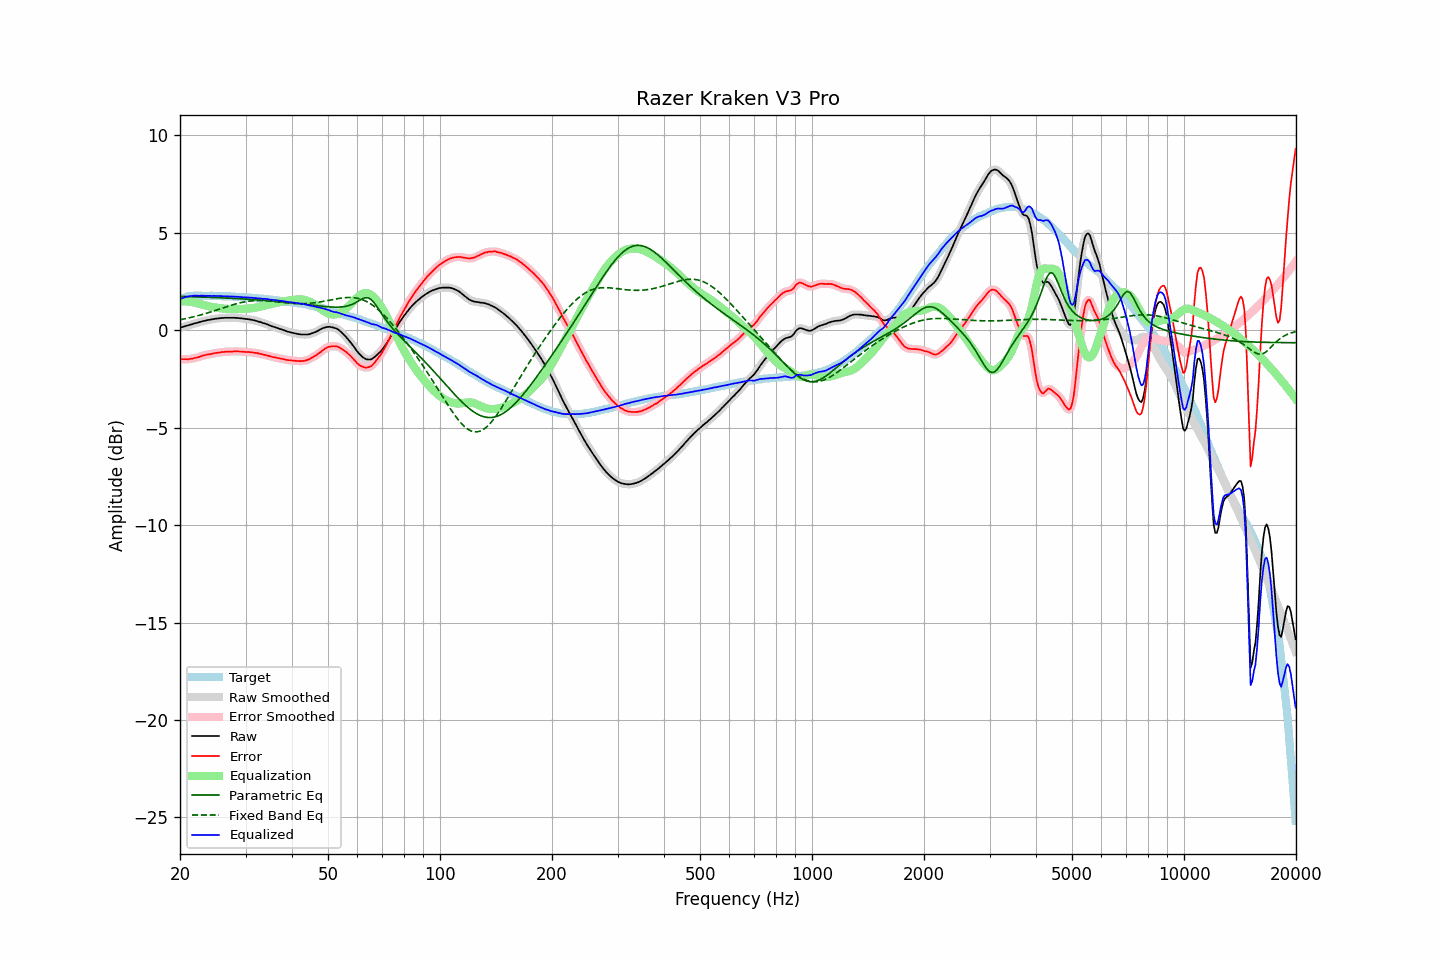 Razer Kraken V3 Pro
Amplitude (dBr)
10
5
0
−5
−10
−15
−20
−25
Target
Raw Smoothed
Error Smoothed
Raw
Error
Equalization
Parametric Eq
Fixed Band Eq
Equalized
20 50 100 200 500 1000 2000 5000 10000 20000
Frequency (Hz)